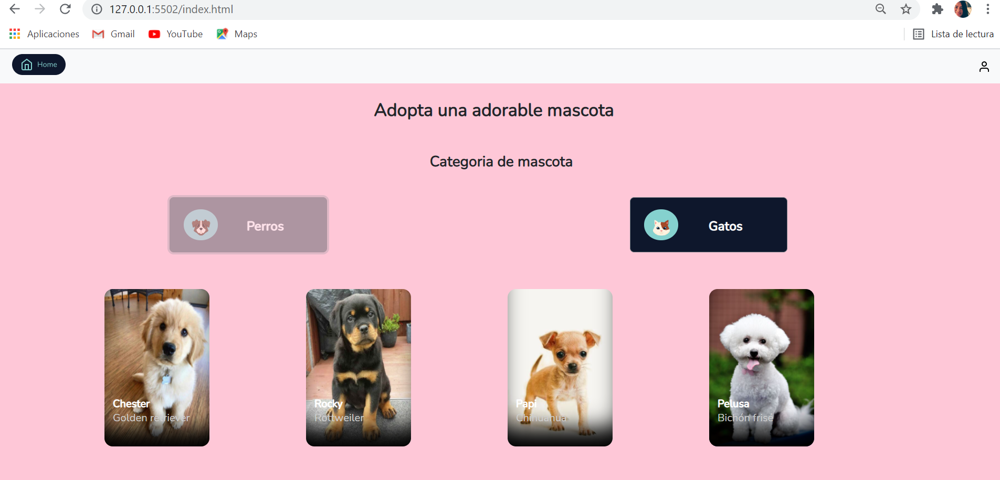 127.0.0.1:5502/index.html
Aplicaciones Gmail YouTube Maps Lista de lectura
Home
Adopta una adorable mascota
Categoria de mascota
Perros Gatos
Chester Rocky Papi Pelusa
Golden retriever Rottweiler Chihuahua Bichón frisé